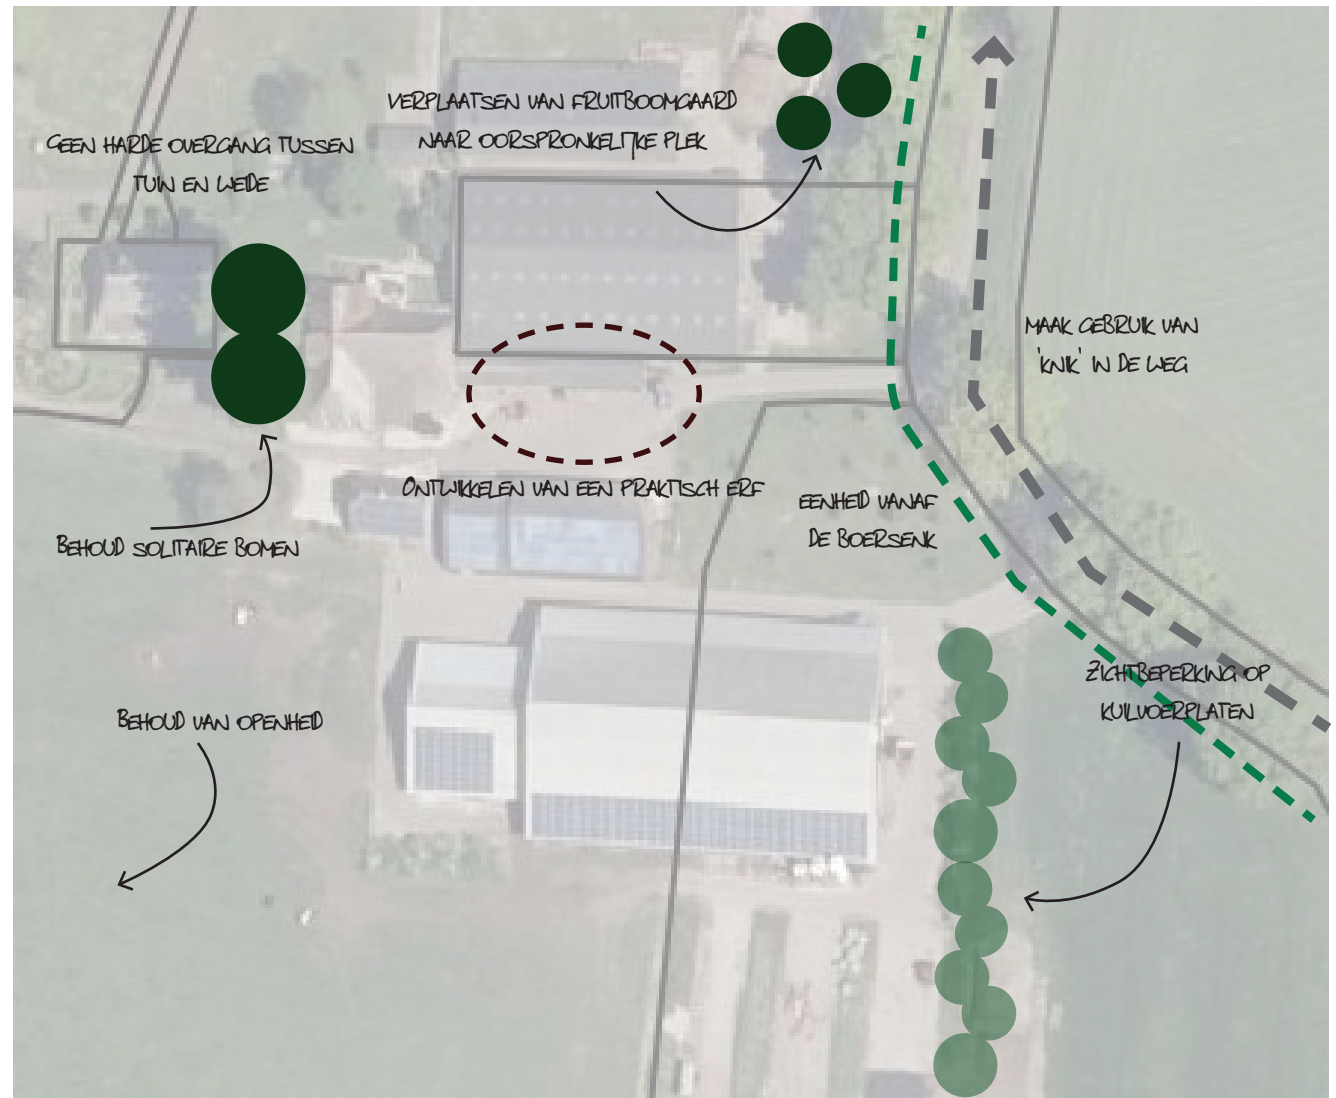 VERPLAATSEN VAN FRUITBOOMGAARD
NAAR OORSPRONKELIJKE PLEK
GEEN HARDE OVERGANG TUSSEN
TUIN EN WEIDE
MAAK GEBRUIK VAN
'KNIK' IN DE WEG
ONTWIKKELEN VAN EEN PRAKTISCH ERF
EENHEID VANAF
DE BOERSENK
BEHOUD SOLITAIRE BOMEN
ZICHTBEPERKING OP
KUILVOERPLATEN
BEHOUD VAN OPENHEID